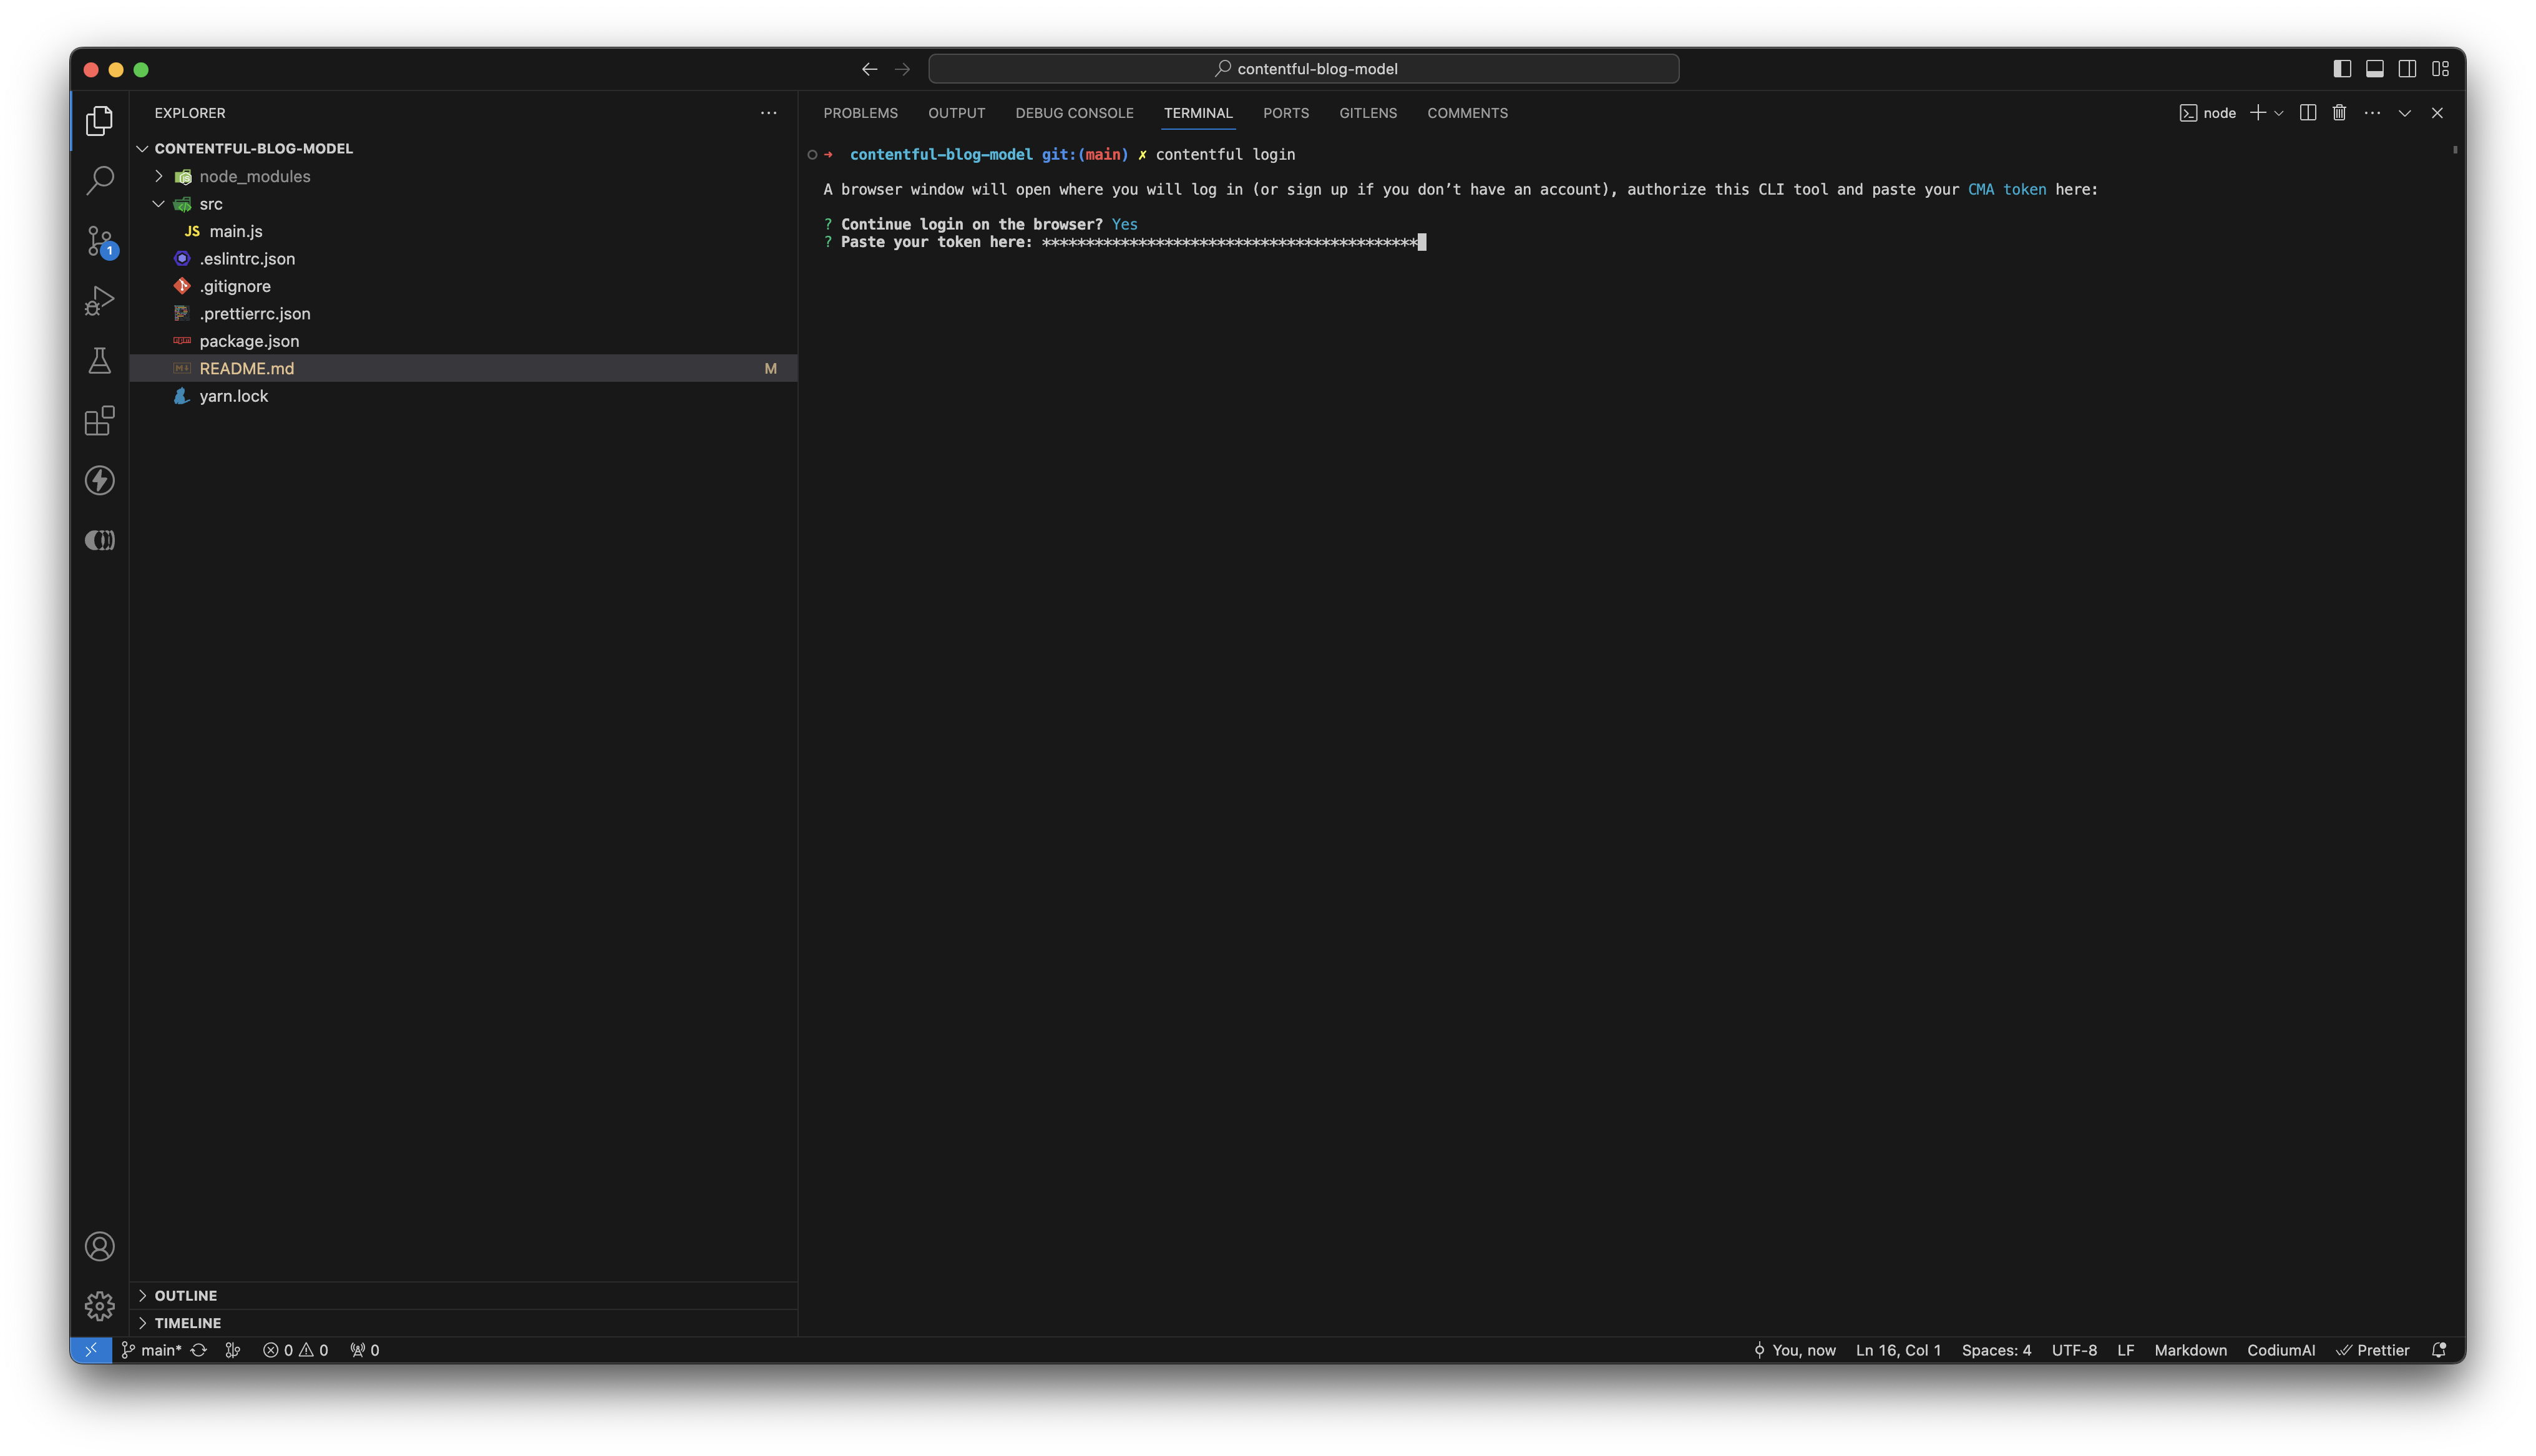 contentful-blog-model
EXPLORER
CONTENTFUL-BLOG-MODEL
node_modules
src
JS main.js
.eslintrc.json
.gitignore
.prettierrc.json
package.json
README.md M
yarn.lock
OUTLINE
TIMELINE
1
PROBLEMS OUTPUT DEBUG CONSOLE TERMINAL PORTS GITLENS COMMENTS
node
→ contentful-blog-model git:(main) ✗ contentful login
A browser window will open where you will log in (or sign up if you don’t have an account), authorize this CLI tool and paste your CMA token here:
? Continue login on the browser? Yes
? Paste your token here: *******************************************
main* 0 0 0
You, now Ln 16, Col 1 Spaces: 4 UTF-8 LF Markdown CodiumAI Prettier